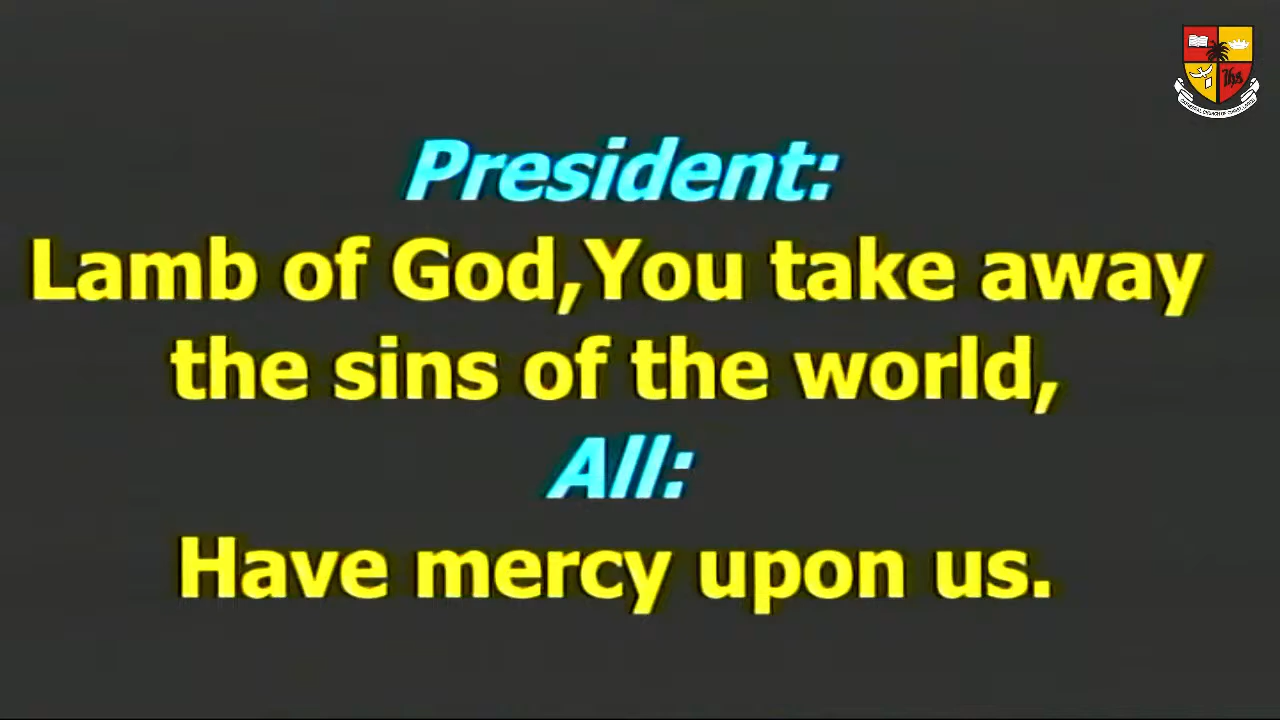 President:
Lamb of God,You take away
the sins of the world,
All:
Have mercy upon us.